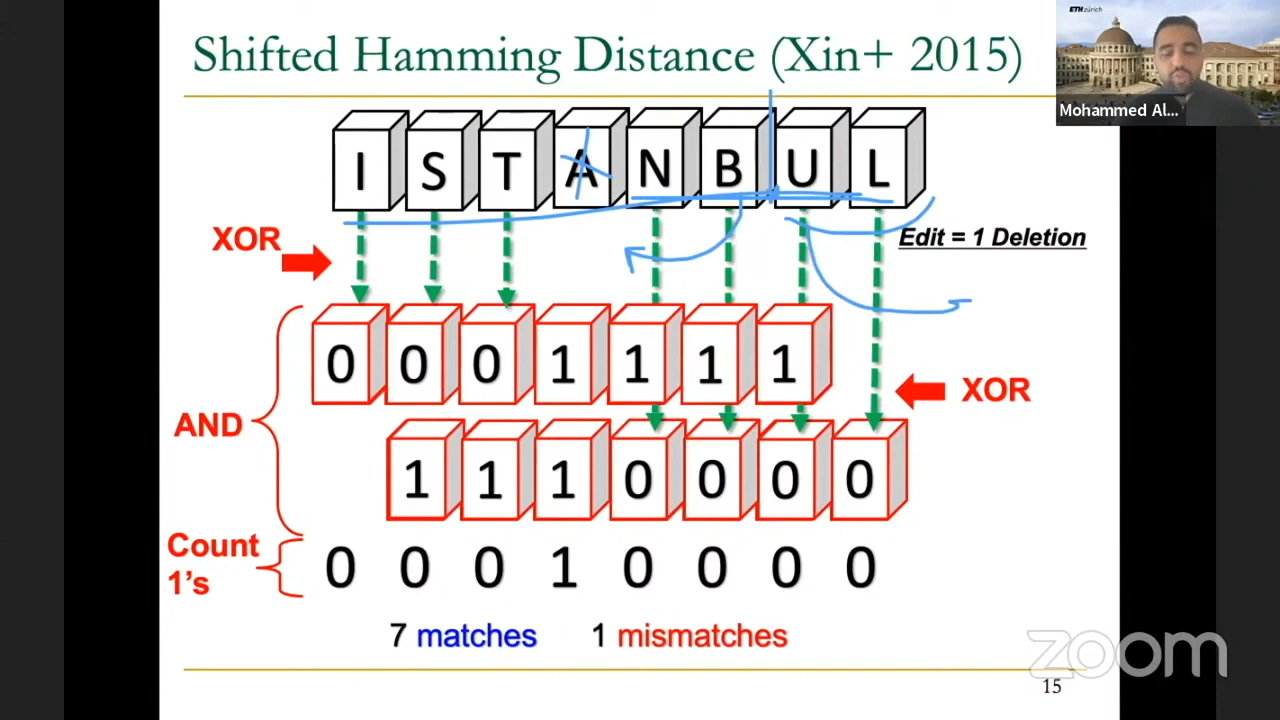 Shifted Hamming Distance (Xin+ 2015)
ETH zürich
Mohammed Al...
I S T A N B U L
XOR
Edit = 1 Deletion
0 0 0 1 1 1 1
XOR
AND
1 1 1 0 0 0 0
Count
1's
0 0 0 1 0 0 0 0
7 matches 1 mismatches
zoom
15